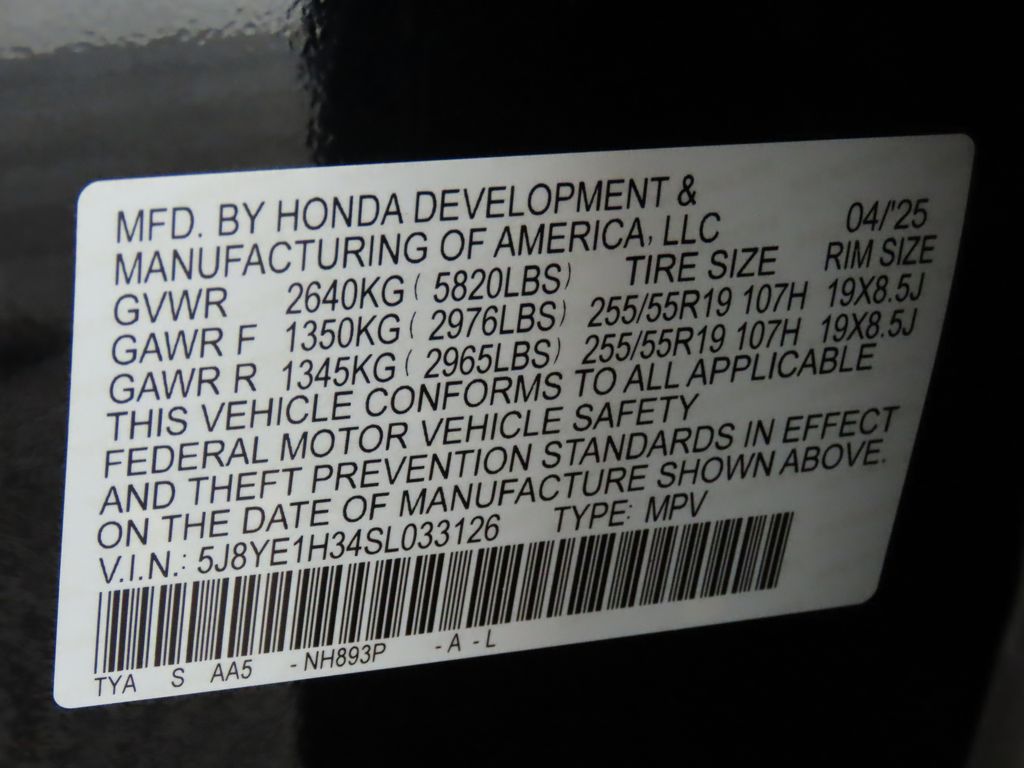 MFD. BY HONDA DEVELOPMENT &
MANUFACTURING OF AMERICA, LLC 04/'25
GVWR 2640KG ( 5820LBS) TIRE SIZE RIM SIZE
GAWR F 1350KG ( 2976LBS) 255/55R19 107H 19X8.5J
GAWR R 1345KG ( 2965LBS) 255/55R19 107H 19X8.5J
THIS VEHICLE CONFORMS TO ALL APPLICABLE
FEDERAL MOTOR VEHICLE SAFETY
AND THEFT PREVENTION STANDARDS IN EFFECT
ON THE DATE OF MANUFACTURE SHOWN ABOVE.
V.I.N.: 5J8YE1H34SL033126 TYPE: MPV
TYA S AA5 -NH893P -A -L